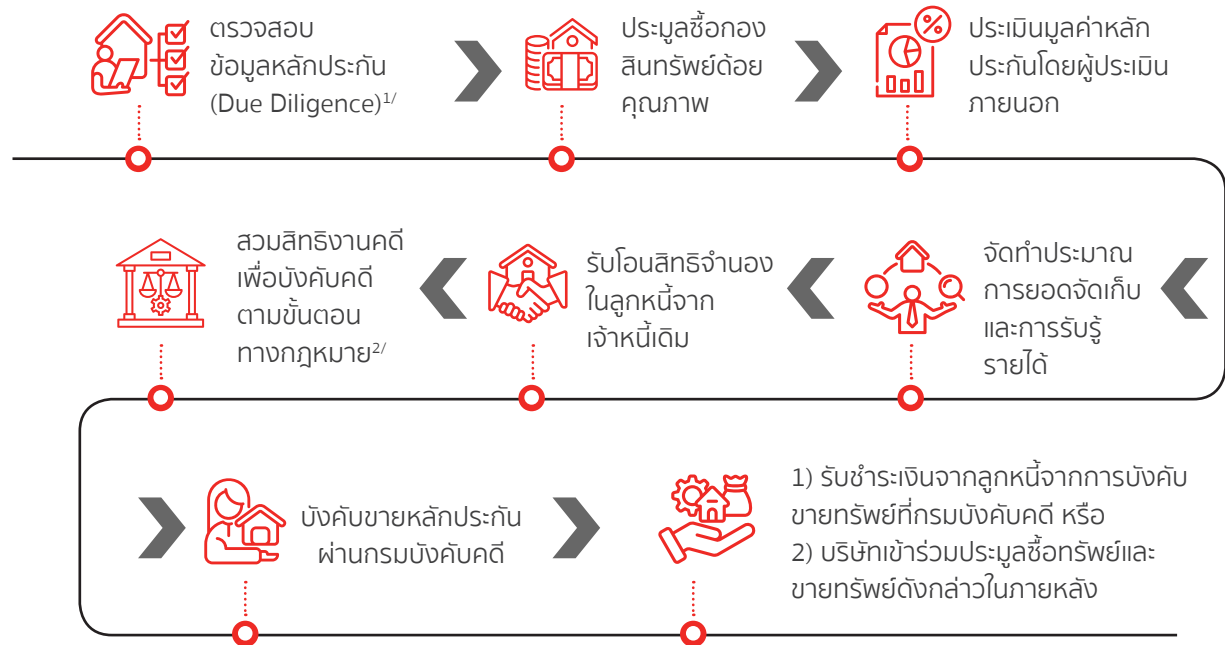 ตรวจสอบ
ข้อมูลหลักประกัน
(Due Diligence)1/
ประมูลซื้อกอง
สินทรัพย์ด้อย
คุณภาพ
%
ประเมินมูลค่าหลัก
ประกันโดยผู้ประเมิน
ภายนอก
จัดทำประมาณ
การยอดจัดเก็บ
และการรับรู้
รายได้
รับโอนสิทธิจำนอง
ในลูกหนี้จาก
เจ้าหนี้เดิม
สวมสิทธิงานคดี
เพื่อบังคับคดี
ตามขั้นตอน
ทางกฎหมาย2/
บังคับขายหลักประกัน
ผ่านกรมบังคับคดี
1) รับชำระเงินจากลูกหนี้จากการบังคับ
ขายทรัพย์ที่กรมบังคับคดี หรือ
2) บริษัทเข้าร่วมประมูลซื้อทรัพย์และ
ขายทรัพย์ดังกล่าวในภายหลัง